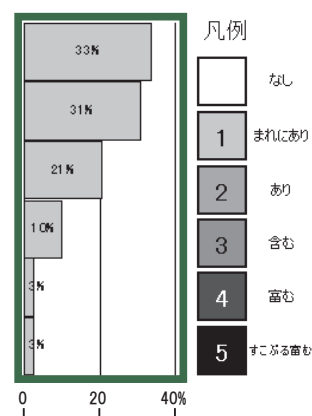 33%
31%
21%
10%
3%
3%
0 20 40%
凡例
なし
1 まれにあり
2 あり
3 含む
4 富む
5 すこぶる富む